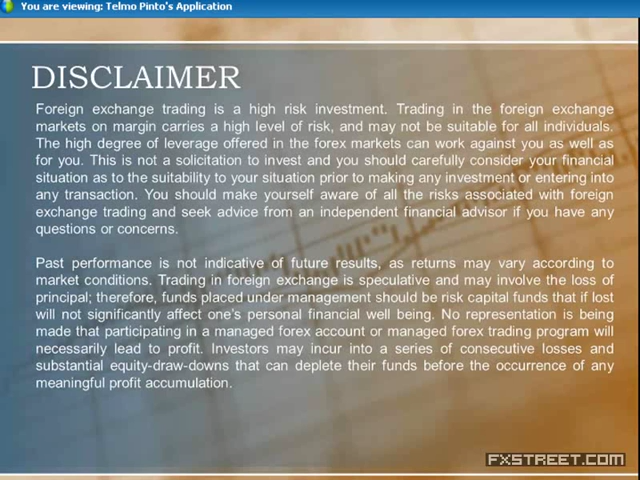 You are viewing: Telmo Pinto's Application
DISCLAIMER
Foreign exchange trading is a high risk investment. Trading in the foreign exchange
markets on margin carries a high level of risk, and may not be suitable for all individuals.
The high degree of leverage offered in the forex markets can work against you as well as
for you. This is not a solicitation to invest and you should carefully consider your financial
situation as to the suitability to your situation prior to making any investment or entering into
any transaction. You should make yourself aware of all the risks associated with foreign
exchange trading and seek advice from an independent financial advisor if you have any
questions or concerns.
Past performance is not indicative of future results, as returns may vary according to
market conditions. Trading in foreign exchange is speculative and may involve the loss of
principal; therefore, funds placed under management should be risk capital funds that if lost
will not significantly affect one's personal financial well being. No representation is being
made that participating in a managed forex account or managed forex trading program will
necessarily lead to profit. Investors may incur into a series of consecutive losses and
substantial equity-draw-downs that can deplete their funds before the occurrence of any
meaningful profit accumulation.
FXSTREET.COM